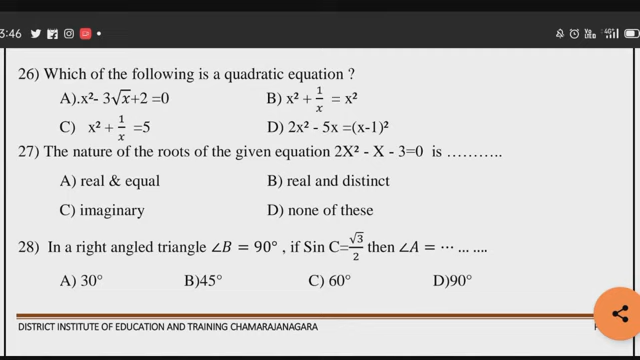 3:46
26) Which of the following is a quadratic equation ?
A).x²- 3√x+2 =0 B) x² + 1/x = x²
C) x² + 1/x =5 D) 2x² - 5x =(x-1)²
27) The nature of the roots of the given equation 2X² - X - 3=0 is ………..
A) real & equal B) real and distinct
C) imaginary D) none of these
28) In a right angled triangle ∠B = 90° , if Sin C=√3/2 then ∠A = ⋯ … ....
A) 30° B)45° C) 60° D)90°
DISTRICT INSTITUTE OF EDUCATION AND TRAINING CHAMARAJANAGARA